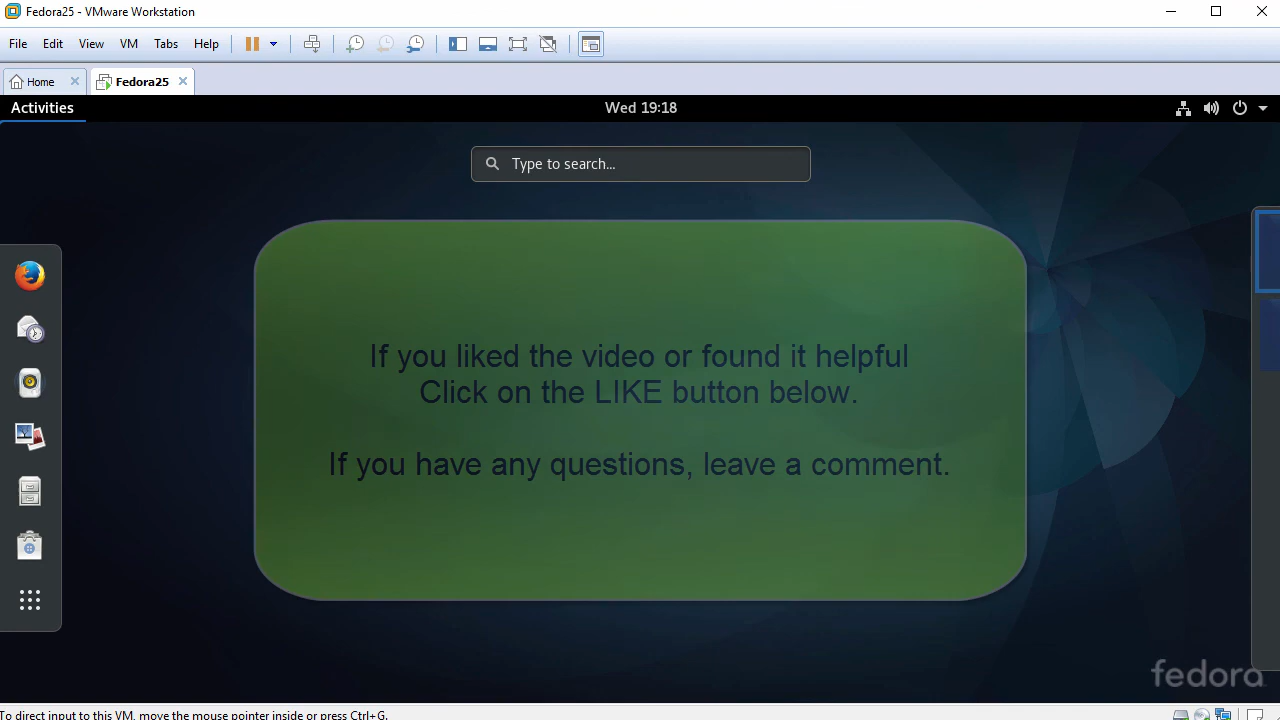 Fedora25 - VMware Workstation
File Edit View VM Tabs Help
Home Fedora25
Activities Wed 19:18
Type to search...
If you liked the video or found it helpful
Click on the LIKE button below.
If you have any questions, leave a comment.
fedora
To direct input to this VM, move the mouse pointer inside or press Ctrl+G.